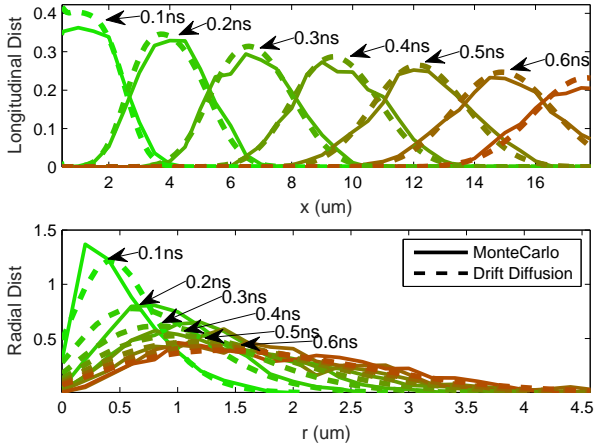 0.4
0.3
0.2
0.1
0
Longitudinal Dist
0.1ns
0.2ns
0.3ns
0.4ns
0.5ns
0.6ns
2 4 6 8 10 12 14 16
x (um)
1.5
1
0.5
Radial Dist
0.1ns
0.2ns
0.3ns
0.4ns
0.5ns
0.6ns
MonteCarlo
Drift Diffusion
0 0.5 1 1.5 2 2.5 3 3.5 4 4.5
r (um)